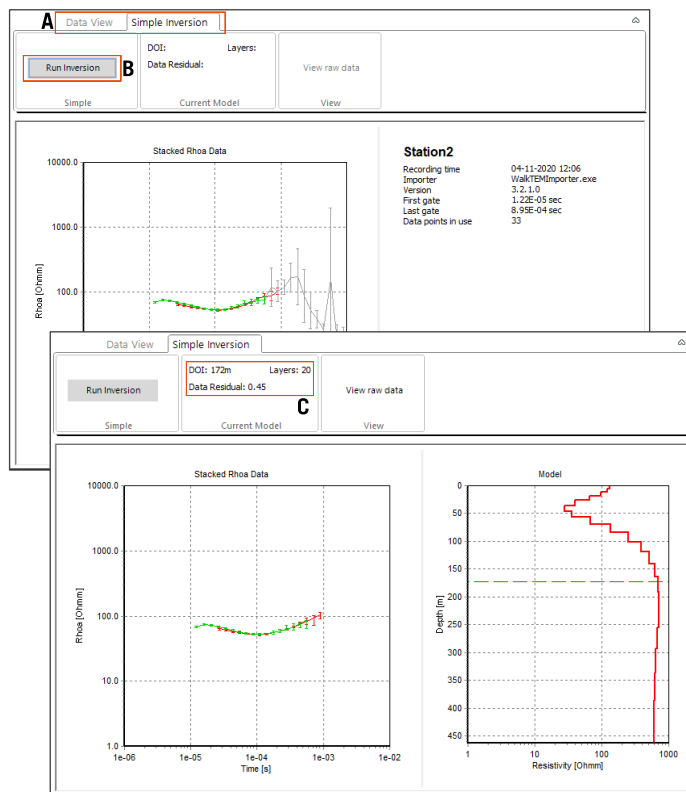 A
Data View Simple Inversion
Run Inversion
B
DOI: Layers:
Data Residual:
View raw data
Simple Current Model View
Stacked Rhoa Data
10000.0
1000.0
100.0
Rhoa [Ohmm]
Station2
Recording time 04-11-2020 12:06
Importer WalkTEMImporter.exe
Version 3.2.1.0
First gate 1.22E-05 sec
Last gate 8.95E-04 sec
Data points in use 33
Data View Simple Inversion
Run Inversion
DOI: 172m Layers: 20
Data Residual: 0.45
C
View raw data
Simple Current Model View
Stacked Rhoa Data
10000.0
1000.0
100.0
10.0
1.0
Rhoa [Ohmm]
1e-06 1e-05 1e-04 1e-03 1e-02
Time [s]
Model
0
50
100
150
200
250
300
350
400
450
Depth [m]
1 10 100 1000
Resistivity [Ohmm]